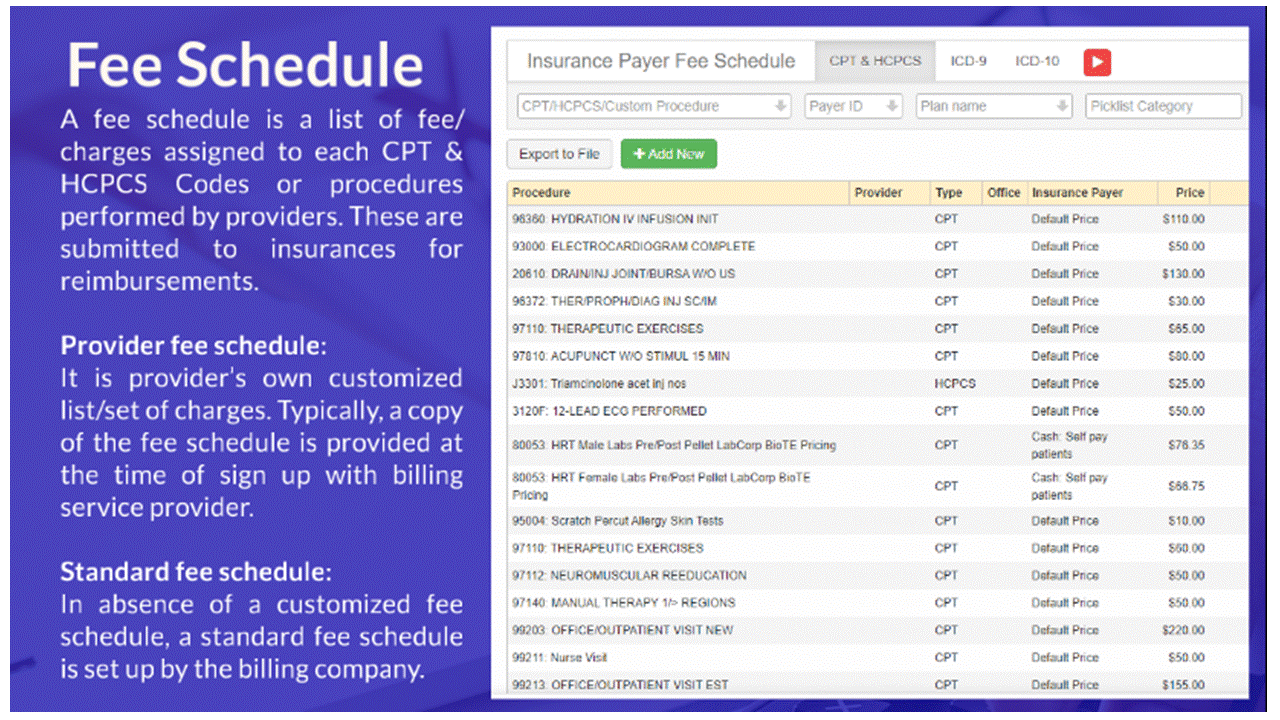 Fee Schedule
A fee schedule is a list of fee/
charges assigned to each CPT &
HCPCS Codes or procedures
performed by providers. These are
submitted to insurances for
reimbursements.
Provider fee schedule:
It is provider's own customized
list/set of charges. Typically, a copy
of the fee schedule is provided at
the time of sign up with billing
service provider.
Standard fee schedule:
In absence of a customized fee
schedule, a standard fee schedule
is set up by the billing company.
Insurance Payer Fee Schedule CPT & HCPCS ICD-9 ICD-10
CPT/HCPCS/Custom Procedure Payer ID Plan name Picklist Category
Export to File + Add New
Procedure Provider Type Office Insurance Payer Price
96360: HYDRATION IV INFUSION INIT CPT Default Price $110.00
93000: ELECTROCARDIOGRAM COMPLETE CPT Default Price $50.00
20610: DRAIN/INJ JOINT/BURSA W/O US CPT Default Price $130.00
96372: THER/PROPH/DIAG INJ SC/IM CPT Default Price $30.00
97110: THERAPEUTIC EXERCISES CPT Default Price $65.00
97810: ACUPUNCT W/O STIMUL 15 MIN CPT Default Price $80.00
J3301: Triamcinolone acet inj nos HCPCS Default Price $25.00
3120F: 12-LEAD ECG PERFORMED CPT Default Price $50.00
80053: HRT Male Labs Pre/Post Pellet LabCorp BioTE Pricing CPT Cash: Self pay patients $76.35
80053: HRT Female Labs Pre/Post Pellet LabCorp BioTE Pricing CPT Cash: Self pay patients $66.75
95004: Scratch Percut Allergy Skin Tests CPT Default Price $10.00
97110: THERAPEUTIC EXERCISES CPT Default Price $60.00
97112: NEUROMUSCULAR REEDUCATION CPT Default Price $50.00
97140: MANUAL THERAPY 1/> REGIONS CPT Default Price $50.00
99203: OFFICE/OUTPATIENT VISIT NEW CPT Default Price $220.00
99211: Nurse Visit CPT Default Price $50.00
99213: OFFICE/OUTPATIENT VISIT EST CPT Default Price $155.00